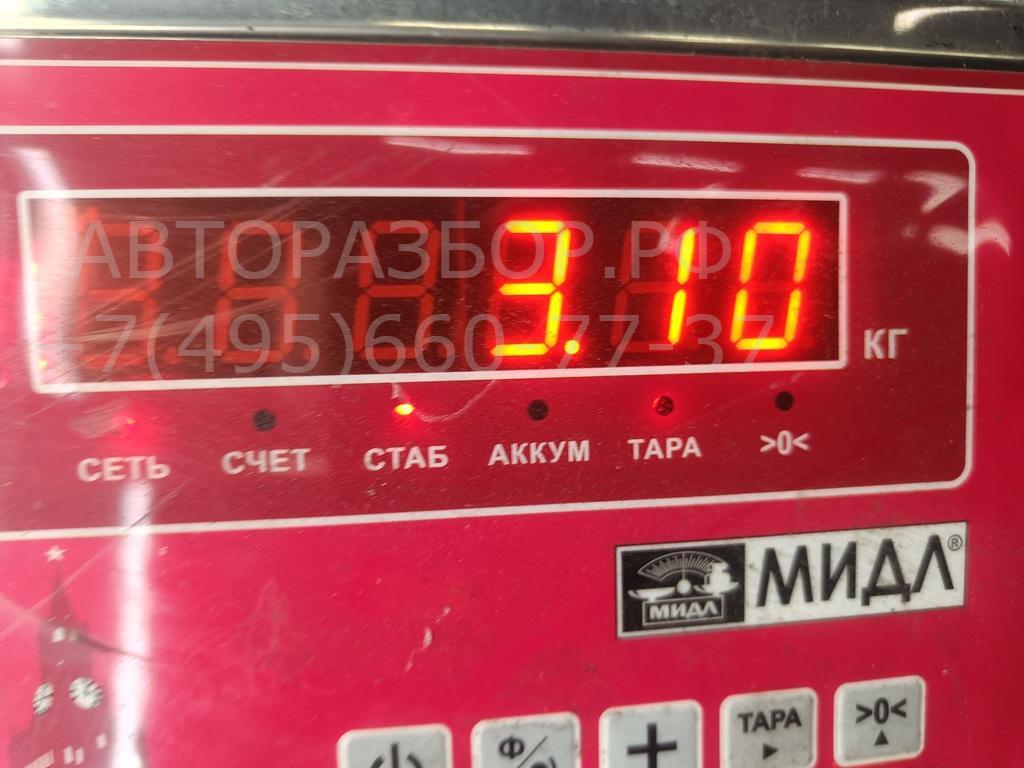 АВТОРАЗБОР.РФ
+7(495)660-77-37
3.10
КГ
СЕТЬ СЧЕТ СТАБ АККУМ ТАРА >0<
МИДЛ МИДЛ®
Ф/
+
ТАРА
>0<